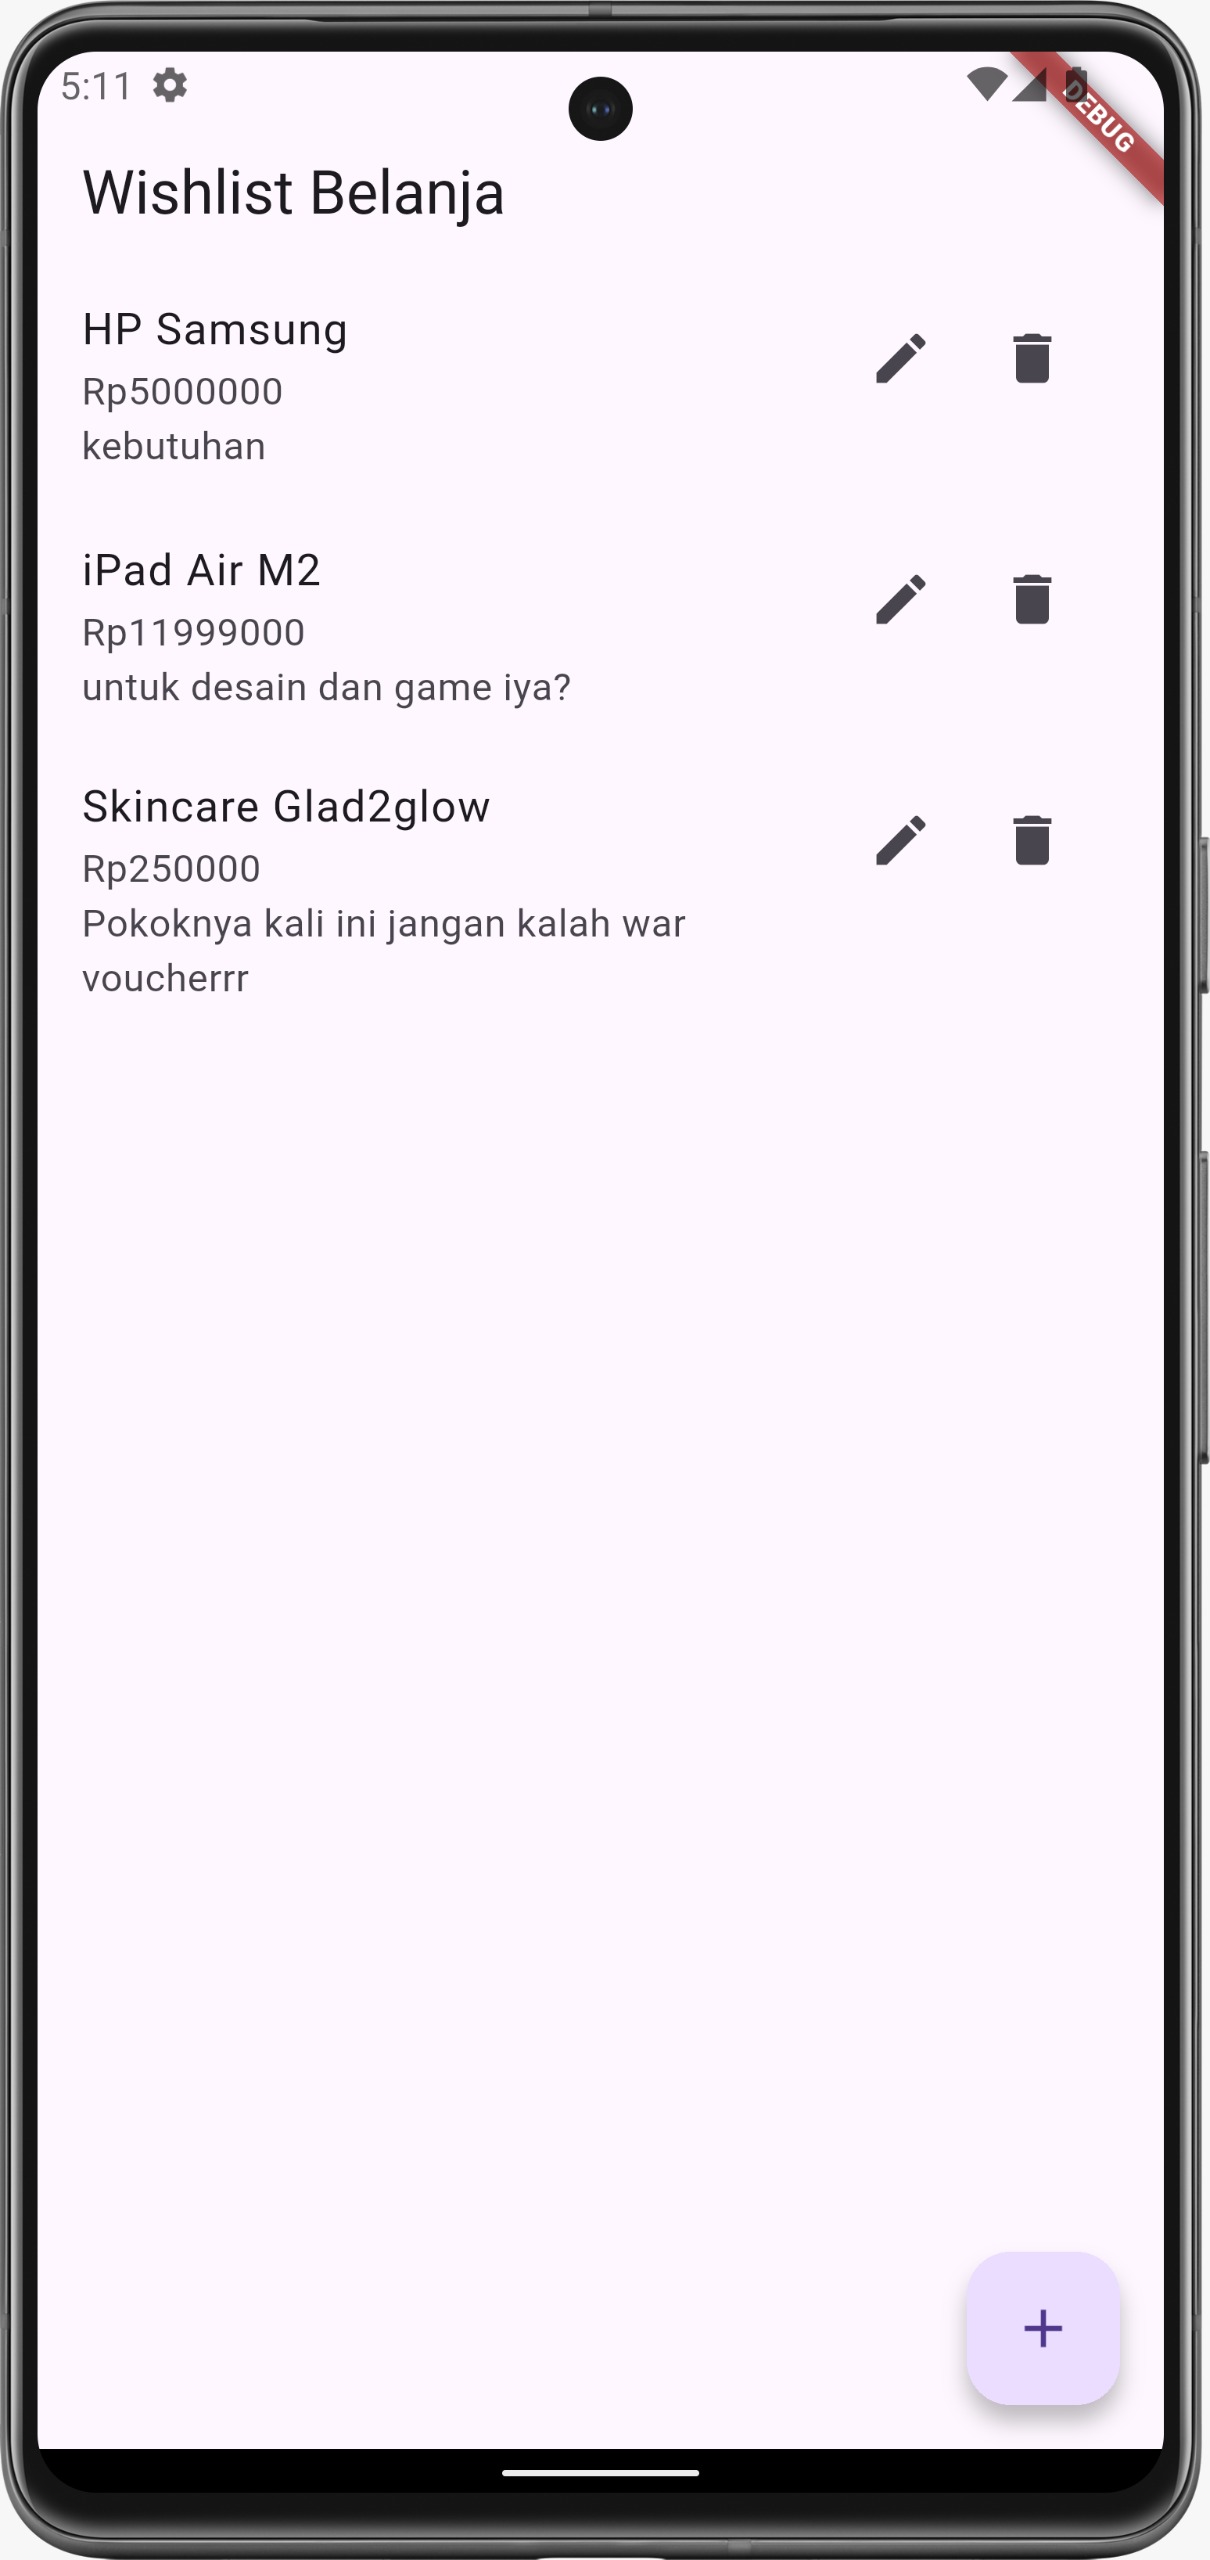 5:11
DEBUG
Wishlist Belanja
HP Samsung
Rp5000000
kebutuhan
iPad Air M2
Rp11999000
untuk desain dan game iya?
Skincare Glad2glow
Rp250000
Pokoknya kali ini jangan kalah war
voucherrr